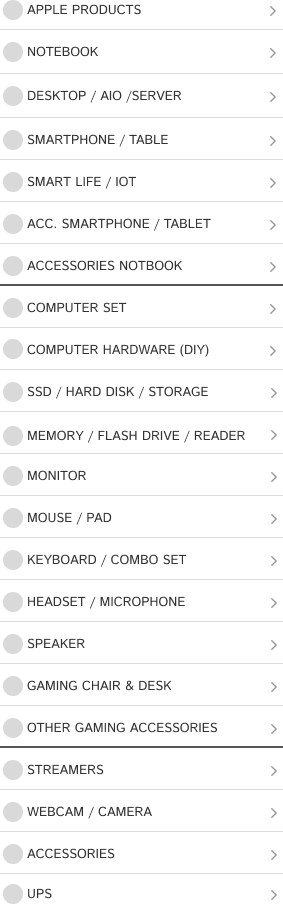 APPLE PRODUCTS
NOTEBOOK
DESKTOP / AIO /SERVER
SMARTPHONE / TABLE
SMART LIFE / IOT
ACC. SMARTPHONE / TABLET
ACCESSORIES NOTBOOK
COMPUTER SET
COMPUTER HARDWARE (DIY)
SSD / HARD DISK / STORAGE
MEMORY / FLASH DRIVE / READER
MONITOR
MOUSE / PAD
KEYBOARD / COMBO SET
HEADSET / MICROPHONE
SPEAKER
GAMING CHAIR & DESK
OTHER GAMING ACCESSORIES
STREAMERS
WEBCAM / CAMERA
ACCESSORIES
UPS